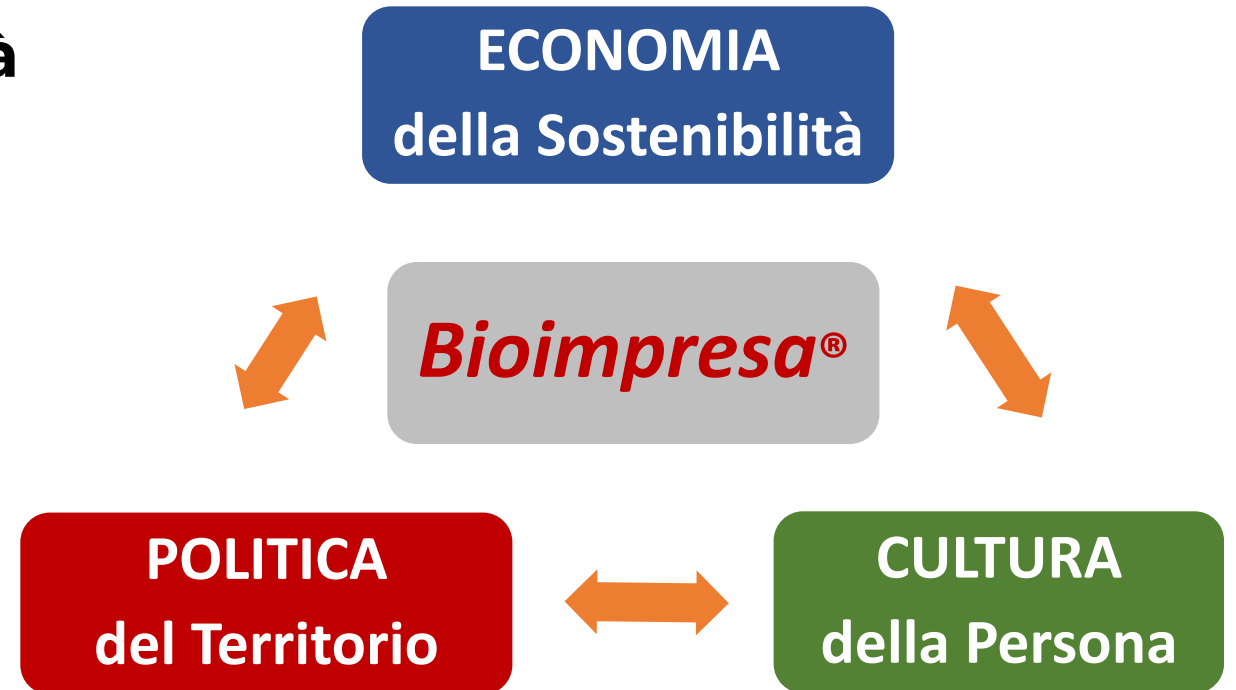 à
ECONOMIA
della Sostenibilità
Bioimpresa®
POLITICA
del Territorio
CULTURA
della Persona